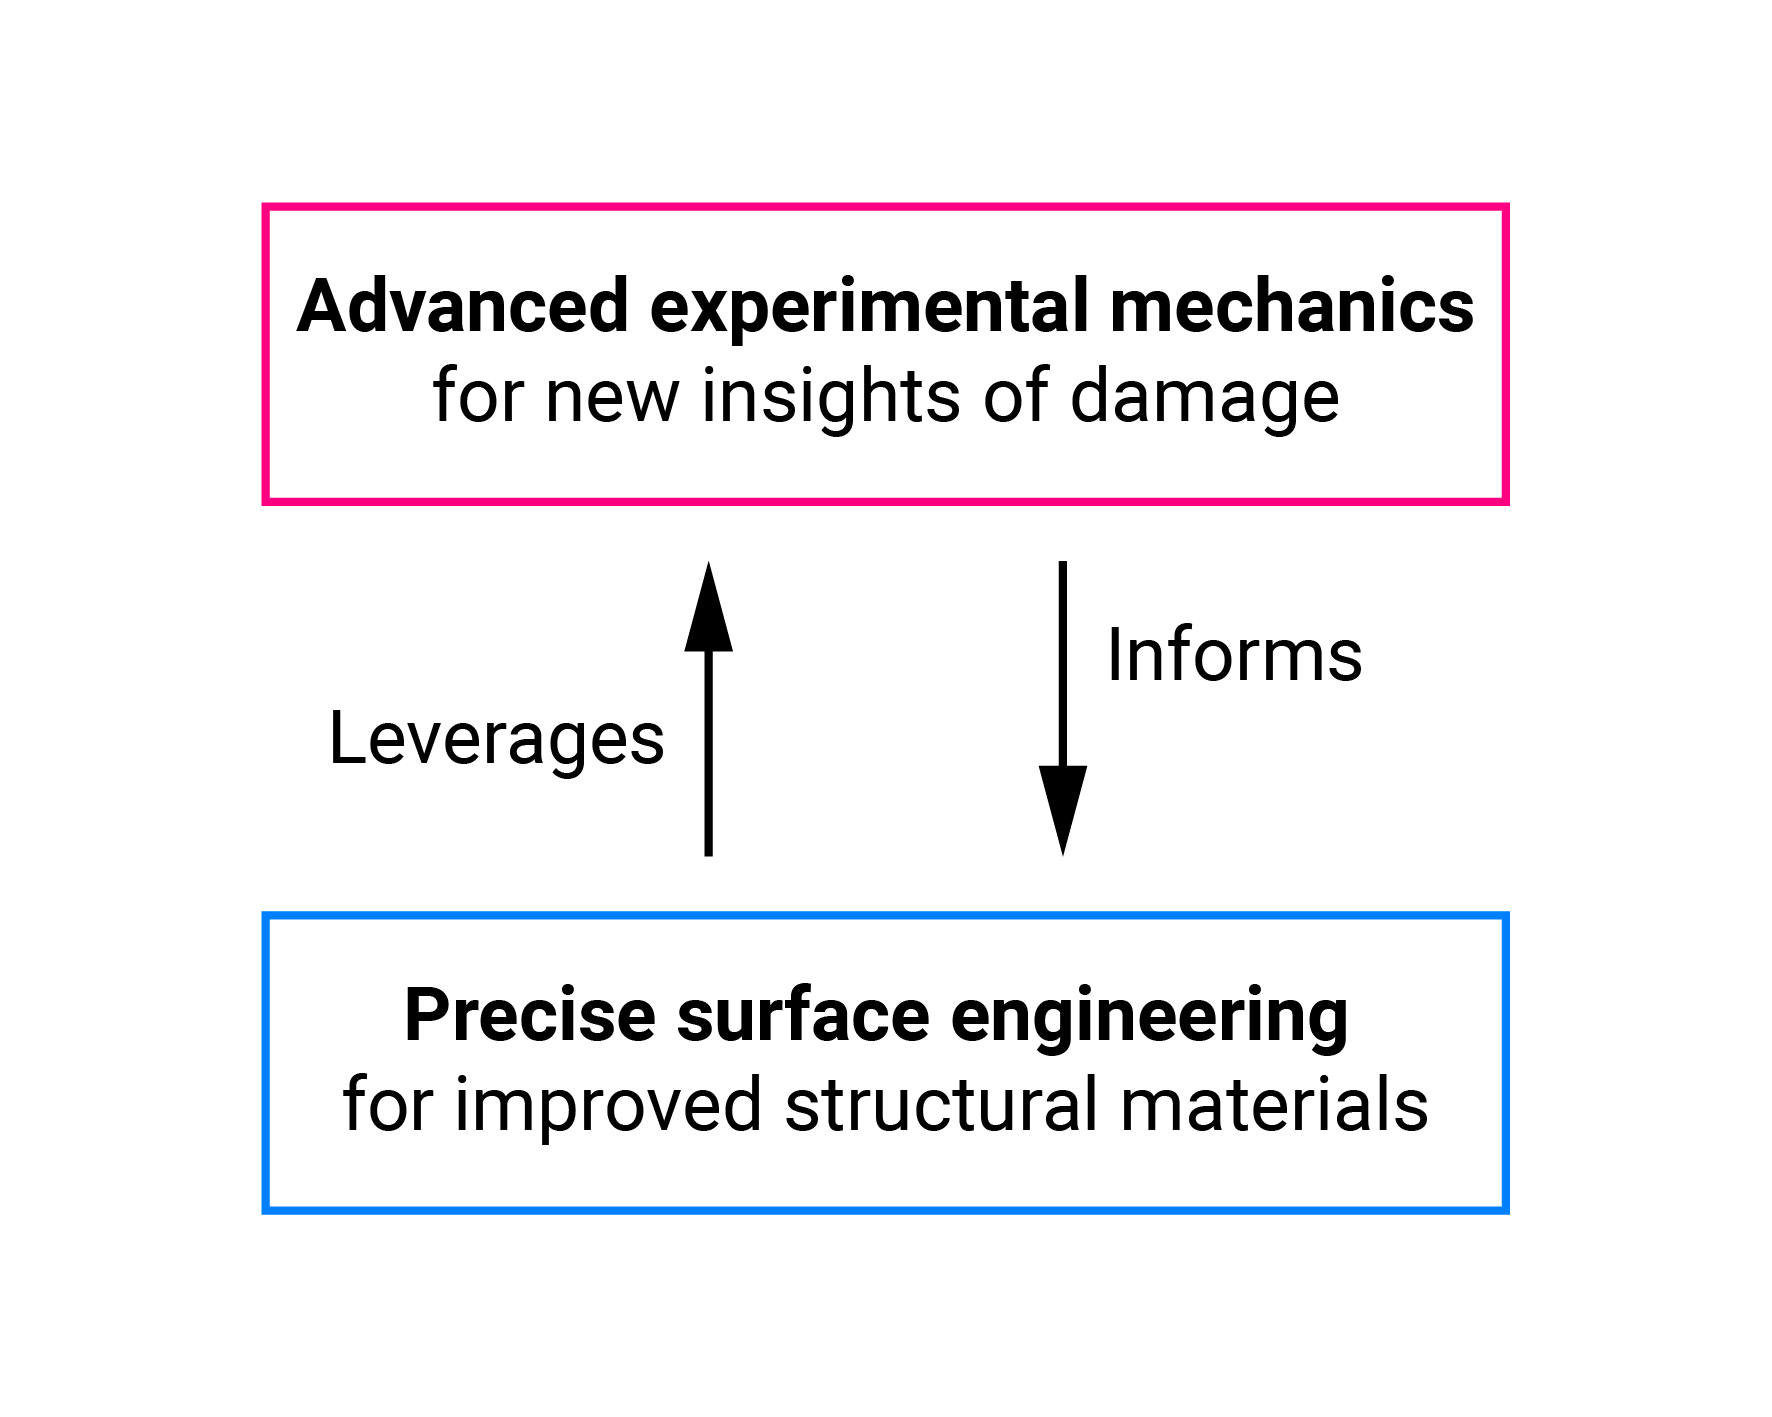 Advanced experimental mechanics
for new insights of damage
Informs
Leverages
Precise surface engineering
for improved structural materials